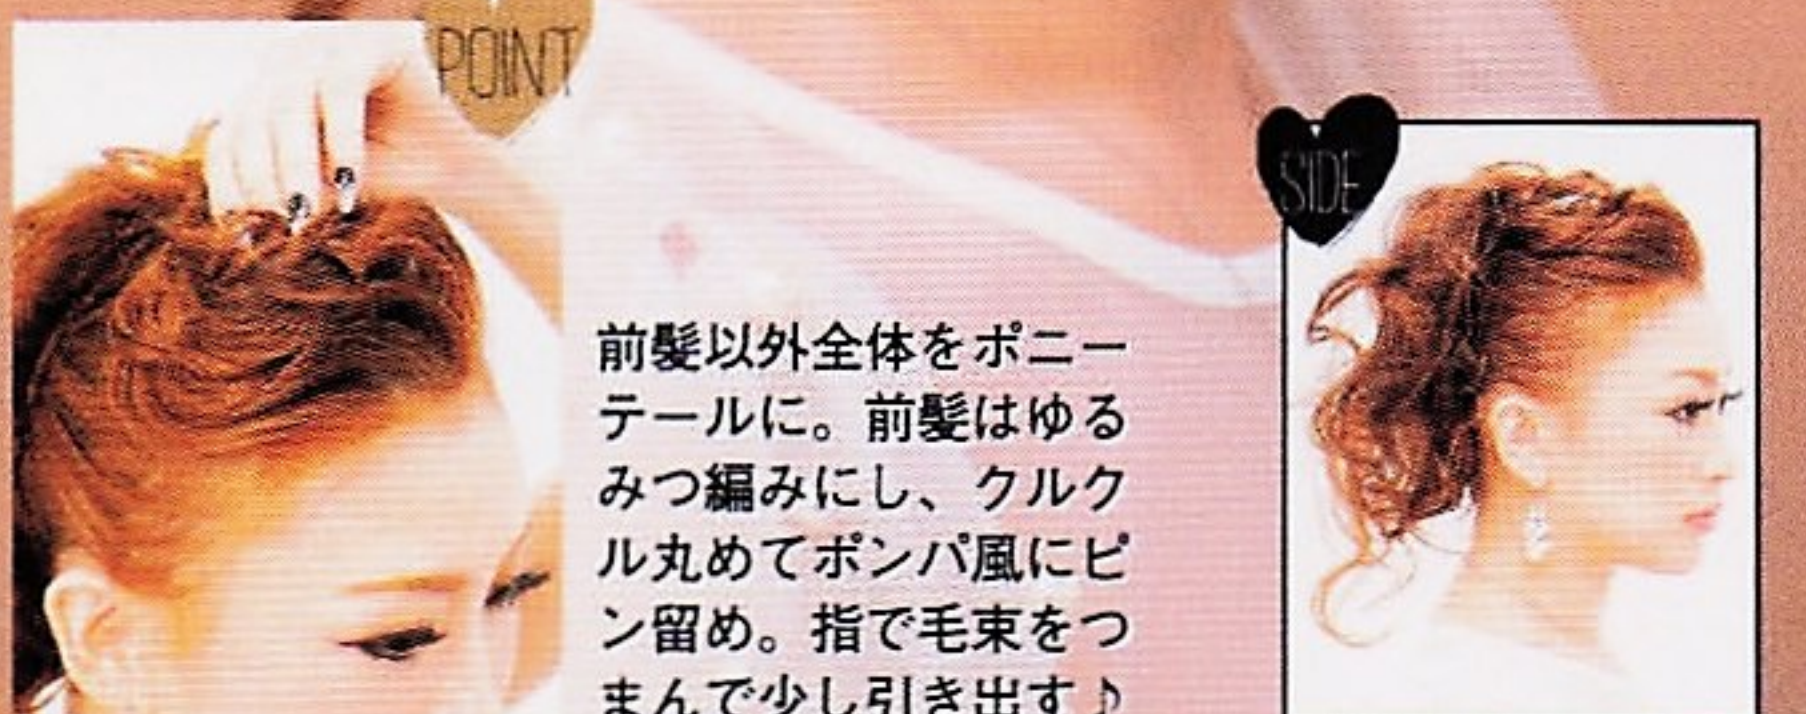 POINT
SIDE
前髪以外全体をポニー
テールに。前髪はゆる
みつ編みにし、クルク
ル丸めてポンパ風にピ
ン留め。指で毛束をつ
まんで少し引き出す♪